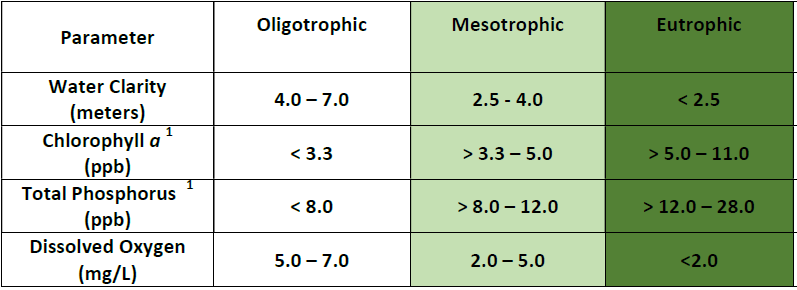 Parameter Oligotrophic Mesotrophic Eutrophic
Water Clarity
(meters) 4.0 – 7.0 2.5 - 4.0 < 2.5
Chlorophyll a 1
(ppb) < 3.3 > 3.3 – 5.0 > 5.0 – 11.0
Total Phosphorus 1
(ppb) < 8.0 > 8.0 – 12.0 > 12.0 – 28.0
Dissolved Oxygen
(mg/L) 5.0 – 7.0 2.0 – 5.0 <2.0